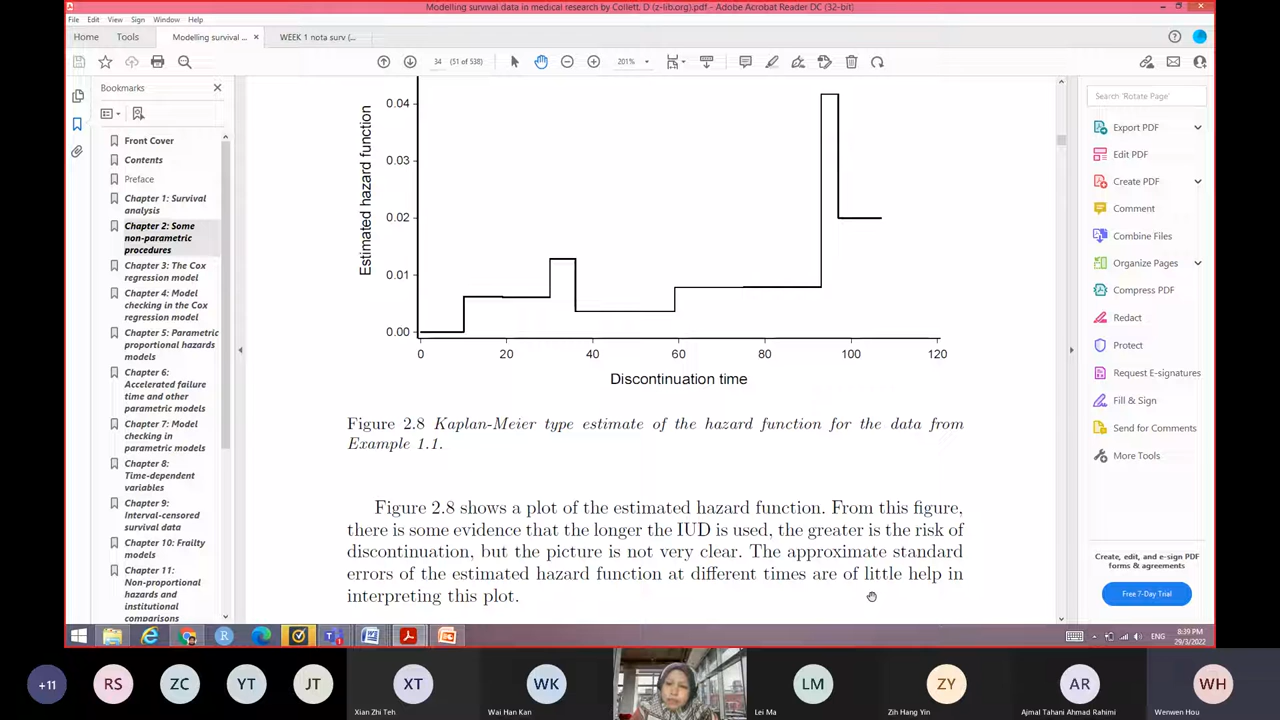 Modelling survival data in medical research by Collett, D (z-lib.org).pdf - Adobe Acrobat Reader DC (32-bit)
File Edit View Sign Window Help
Home Tools Modelling survival ... × WEEK 1 nota surv (...
34 (51 of 538) 201%
Bookmarks
Front Cover
Contents
Preface
Chapter 1: Survival
analysis
Chapter 2: Some
non-parametric
procedures
Chapter 3: The Cox
regression model
Chapter 4: Model
checking in the Cox
regression model
Chapter 5: Parametric
proportional hazards
models
Chapter 6:
Accelerated failure
time and other
parametric models
Chapter 7: Model
checking in
parametric models
Chapter 8:
Time-dependent
variables
Chapter 9:
Interval-censored
survival data
Chapter 10: Frailty
models
Chapter 11:
Non-proportional
hazards and
institutional
comparisons
Estimated hazard function
0.04
0.03
0.02
0.01
0.00
0 20 40 60 80 100 120
Discontinuation time
Figure 2.8 Kaplan-Meier type estimate of the hazard function for the data from
Example 1.1.
Figure 2.8 shows a plot of the estimated hazard function. From this figure,
there is some evidence that the longer the IUD is used, the greater is the risk of
discontinuation, but the picture is not very clear. The approximate standard
errors of the estimated hazard function at different times are of little help in
interpreting this plot.
Search 'Rotate Page'
Export PDF
Edit PDF
Create PDF
Comment
Combine Files
Organize Pages
Compress PDF
Redact
Protect
Request E-signatures
Fill & Sign
Send for Comments
More Tools
Create, edit, and e-sign PDF
forms & agreements
Free 7-Day Trial
ENG
8:39 PM
29/3/2022
+11 RS ZC YT JT XT WK LM ZY AR WH
Xian Zhi Teh Wai Han Kan Lei Ma Zih Hang Yin Ajmal Tahani Ahmad Rahimi Wenwen Hou